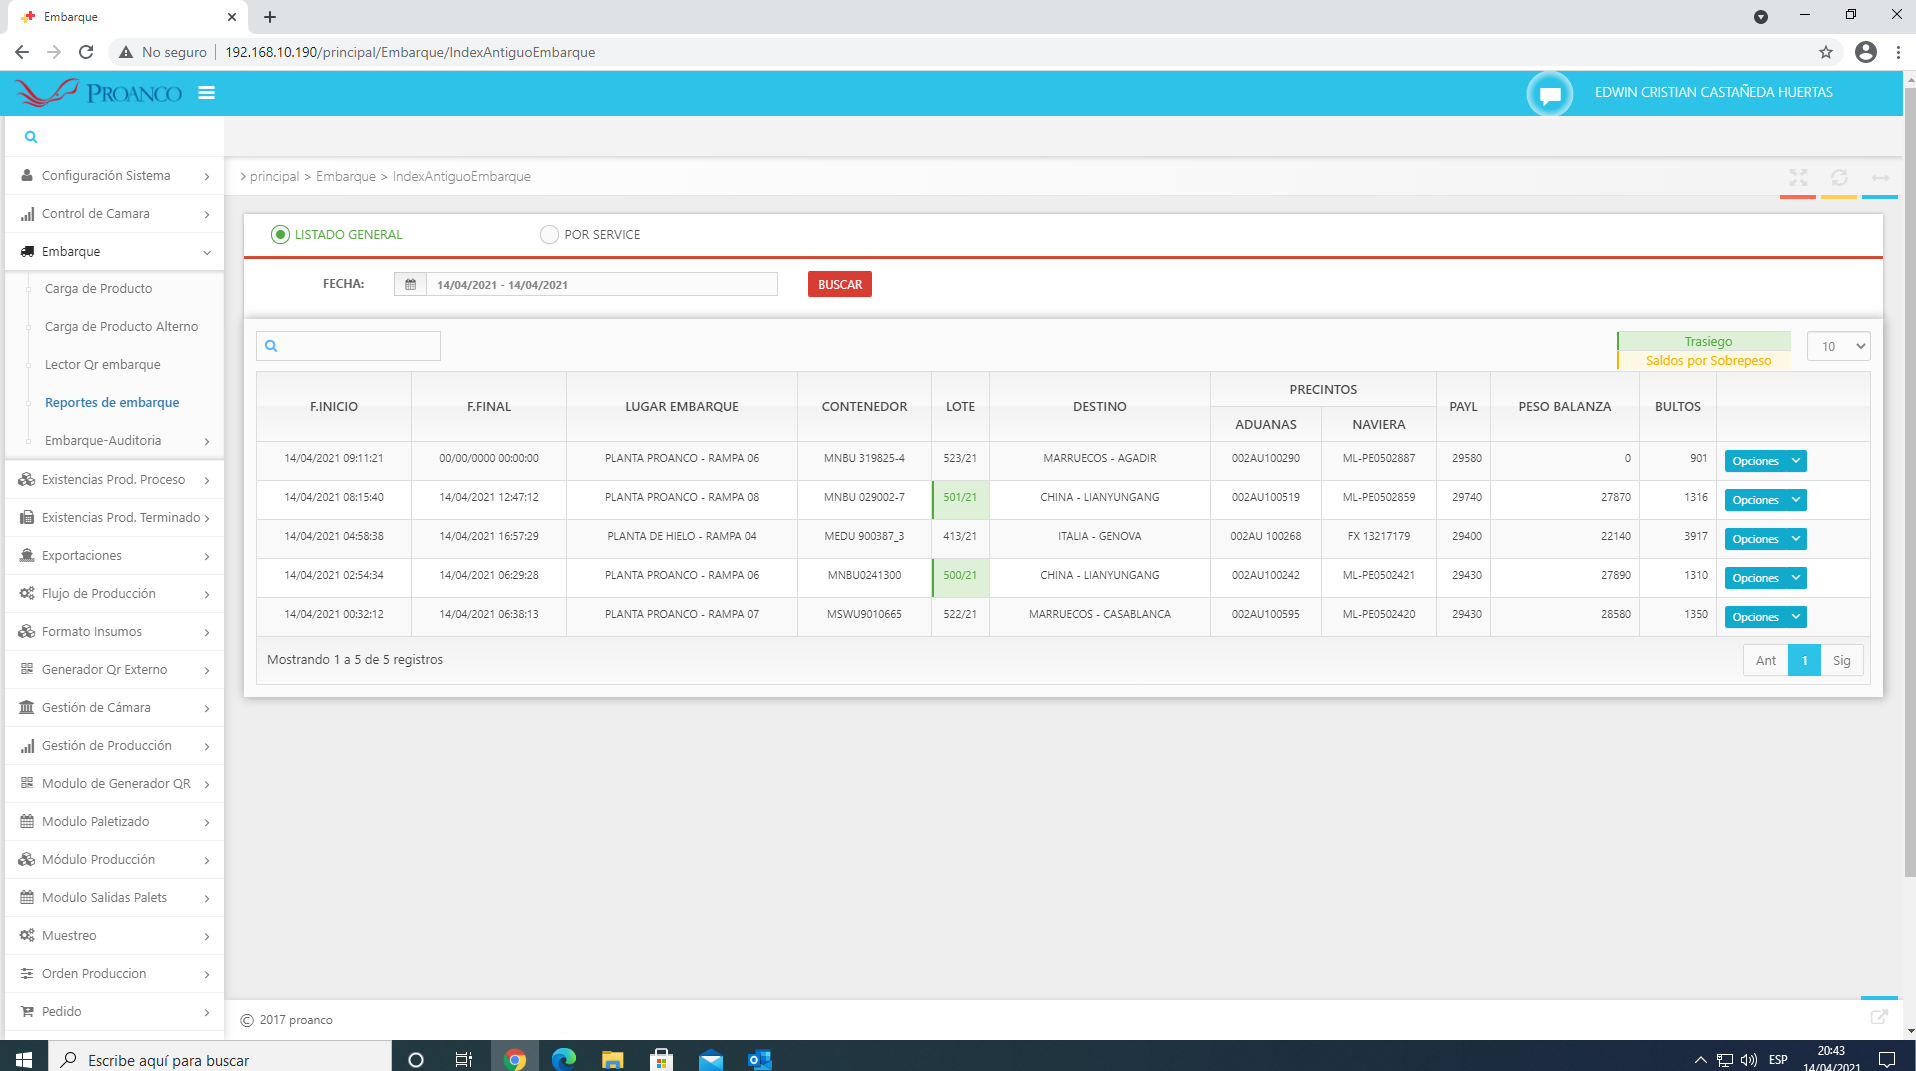 Embarque
No seguro
192.168.10.190/principal/Embarque/IndexAntiguoEmbarque
PROANCO
EDWIN CRISTIAN CASTAÑEDA HUERTAS
Configuración Sistema
Control de Camara
Embarque
Carga de Producto
Carga de Producto Alterno
Lector Qr embarque
Reportes de embarque
Embarque-Auditoria
Existencias Prod. Proceso
Existencias Prod. Terminado
Exportaciones
Flujo de Producción
Formato Insumos
Generador Qr Externo
Gestión de Cámara
Gestión de Producción
Modulo de Generador QR
Modulo Paletizado
Módulo Producción
Modulo Salidas Palets
Muestreo
Orden Produccion
Pedido
> principal > Embarque > IndexAntiguoEmbarque
LISTADO GENERAL
POR SERVICE
FECHA:
14/04/2021 - 14/04/2021
BUSCAR
Trasiego
Saldos por Sobrepeso
10
F.INICIO F.FINAL LUGAR EMBARQUE CONTENEDOR LOTE DESTINO PRECINTOS PAYL PESO BALANZA BULTOS
ADUANAS NAVIERA
14/04/2021 09:11:21 00/00/0000 00:00:00 PLANTA PROANCO - RAMPA 06 MNBU 319825-4 523/21 MARRUECOS - AGADIR 002AU100290 ML-PE0502887 29580 0 901 Opciones
14/04/2021 08:15:40 14/04/2021 12:47:12 PLANTA PROANCO - RAMPA 08 MNBU 029002-7 501/21 CHINA - LIANYUNGANG 002AU100519 ML-PE0502859 29740 27870 1316 Opciones
14/04/2021 04:58:38 14/04/2021 16:57:29 PLANTA DE HIELO - RAMPA 04 MEDU 900387_3 413/21 ITALIA - GENOVA 002AU 100268 FX 13217179 29400 22140 3917 Opciones
14/04/2021 02:54:34 14/04/2021 06:29:28 PLANTA PROANCO - RAMPA 06 MNBU0241300 500/21 CHINA - LIANYUNGANG 002AU100242 ML-PE0502421 29430 27890 1310 Opciones
14/04/2021 00:32:12 14/04/2021 06:38:13 PLANTA PROANCO - RAMPA 07 MSWU9010665 522/21 MARRUECOS - CASABLANCA 002AU100595 ML-PE0502420 29430 28580 1350 Opciones
Mostrando 1 a 5 de 5 registros
Ant 1 Sig
© 2017 proanco
Escribe aquí para buscar
ESP
20:43
14/04/2021